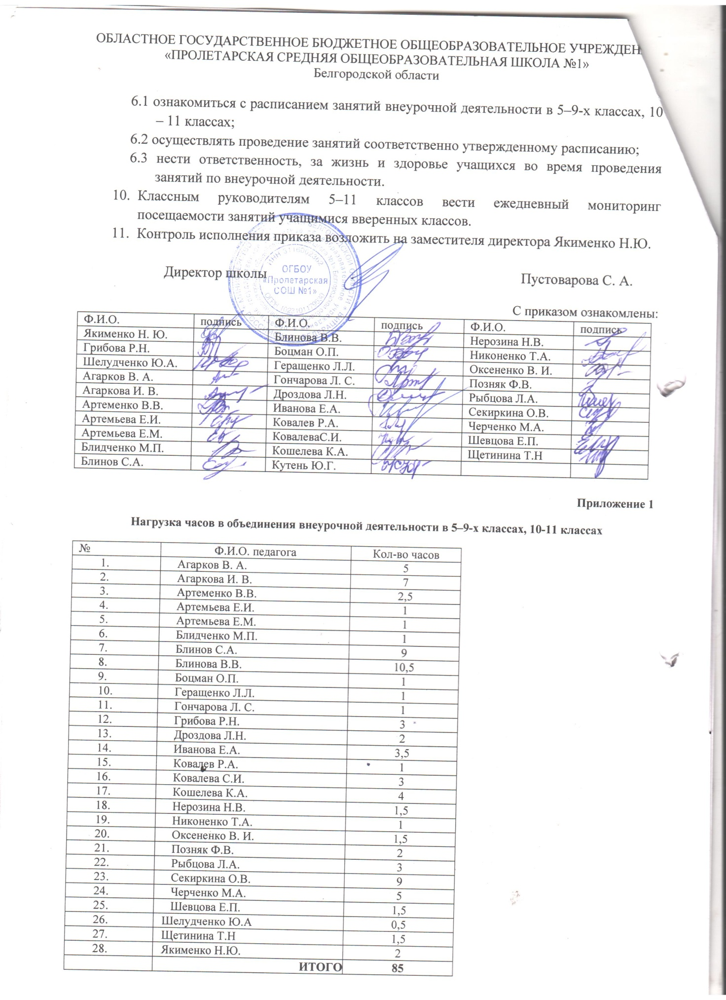 ОБЛАСТНОЕ ГОСУДАРСТВЕННОЕ БЮДЖЕТНОЕ ОБЩЕОБРАЗОВАТЕЛЬНОЕ УЧРЕЖДЕН
«ПРОЛЕТАРСКАЯ СРЕДНЯЯ ОБЩЕОБРАЗОВАТЕЛЬНАЯ ШКОЛА №1»
Белгородской области
6.1 ознакомиться с расписанием занятий внеурочной деятельности в 5–9-х классах, 10
– 11 классах;
6.2 осуществлять проведение занятий соответственно утвержденному расписанию;
6.3 нести ответственность, за жизнь и здоровье учащихся во время проведения
занятий по внеурочной деятельности.
10. Классным руководителям 5–11 классов вести ежедневный мониторинг
посещаемости занятий учащимися вверенных классов.
11. Контроль исполнения приказа возложить на заместителя директора Якименко Н.Ю.
Директор школы Пустоварова С. А.
ИНН 3116002362
ОГБОУ
«Пролетарская
СОШ №1»
С приказом ознакомлены:
Ф.И.О. подпись Ф.И.О. подпись Ф.И.О. подпись
Якименко Н. Ю. Блинова В.В. Нерозина Н.В.
Грибова Р.Н. Боцман О.П. Никоненко Т.А.
Шелудченко Ю.А. Геращенко Л.Л. Оксененко В. И.
Агарков В. А. Гончарова Л. С. Позняк Ф.В.
Агаркова И. В. Дроздова Л.Н. Рыбцова Л.А.
Артеменко В.В. Иванова Е.А. Секиркина О.В.
Артемьева Е.И. Ковалев Р.А. Черченко М.А.
Артемьева Е.М. КовалеваС.И. Шевцова Е.П.
Блидченко М.П. Кошелева К.А. Щетинина Т.Н
Блинов С.А. Кутень Ю.Г.
Приложение 1
Нагрузка часов в объединения внеурочной деятельности в 5–9-х классах, 10-11 классах
№ Ф.И.О. педагога Кол-во часов
1. Агарков В. А. 5
2. Агаркова И. В. 7
3. Артеменко В.В. 2,5
4. Артемьева Е.И. 1
5. Артемьева Е.М. 1
6. Блидченко М.П. 1
7. Блинов С.А. 9
8. Блинова В.В. 10,5
9. Боцман О.П. 1
10. Геращенко Л.Л. 1
11. Гончарова Л. С. 1
12. Грибова Р.Н. 3
13. Дроздова Л.Н. 2
14. Иванова Е.А. 3,5
15. Ковалев Р.А. 1
16. Ковалева С.И. 3
17. Кошелева К.А. 4
18. Нерозина Н.В. 1,5
19. Никоненко Т.А. 1
20. Оксененко В. И. 1,5
21. Позняк Ф.В. 2
22. Рыбцова Л.А. 3
23. Секиркина О.В. 9
24. Черченко М.А. 5
25. Шевцова Е.П. 1,5
26. Шелудченко Ю.А 0,5
27. Щетинина Т.Н 1,5
28. Якименко Н.Ю. 2
ИТОГО 85